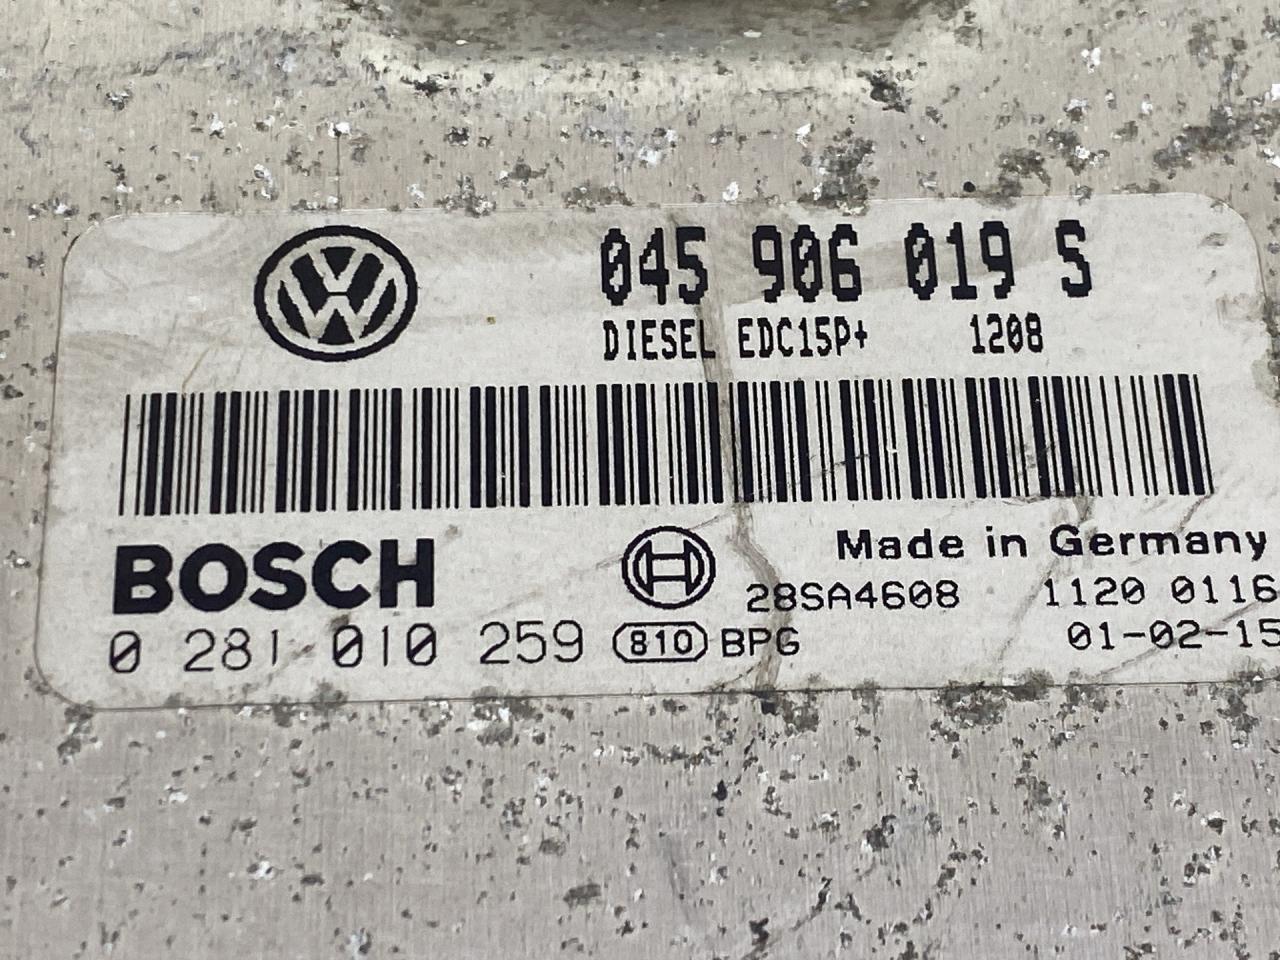 045 906 019 S
DIESEL EDC15P+ 1208
BOSCH
Made in Germany
28SA4608 1120 0116
0 281 010 259 810 BPG 01-02-15